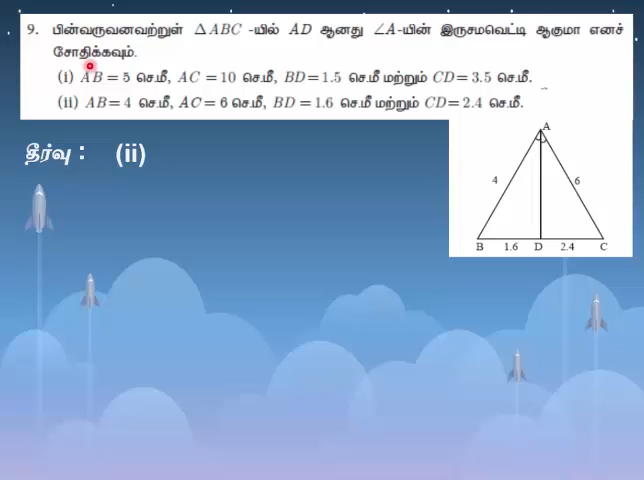 9. பின்வருவனவற்றுள் ΔABC -யில் AD ஆனது ∠A-யின் இருசமவெட்டி ஆகுமா எனச்
சோதிக்கவும்.
(i) AB = 5 செ.மீ, AC = 10 செ.மீ, BD = 1.5 செ.மீ மற்றும் CD = 3.5 செ.மீ.
(ii) AB = 4 செ.மீ, AC = 6 செ.மீ, BD = 1.6 செ.மீ மற்றும் CD = 2.4 செ.மீ.
தீர்வு : (ii)
A
4 6
B 1.6 D 2.4 C